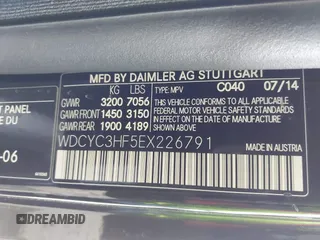 MFD BY DAIMLER AG STUTTGART
KG LBS
GVWR 3200 7056
GAWR FRONT 1450 3150
GAWR REAR 1900 4189
TYPE: MPV C040 07/14
THIS VEHICLE CONFORMS TO ALL APPLICABLE
FEDERAL MOTOR VEHICLE SAFETY
STANDARDS IN EFFECT ON THE DATE OF
MANUFACTURE SHOWN ABOVE.
WDCYC3HF5EX226791
MADE IN
AUSTRIA
T PANEL
-06
DREAMBID